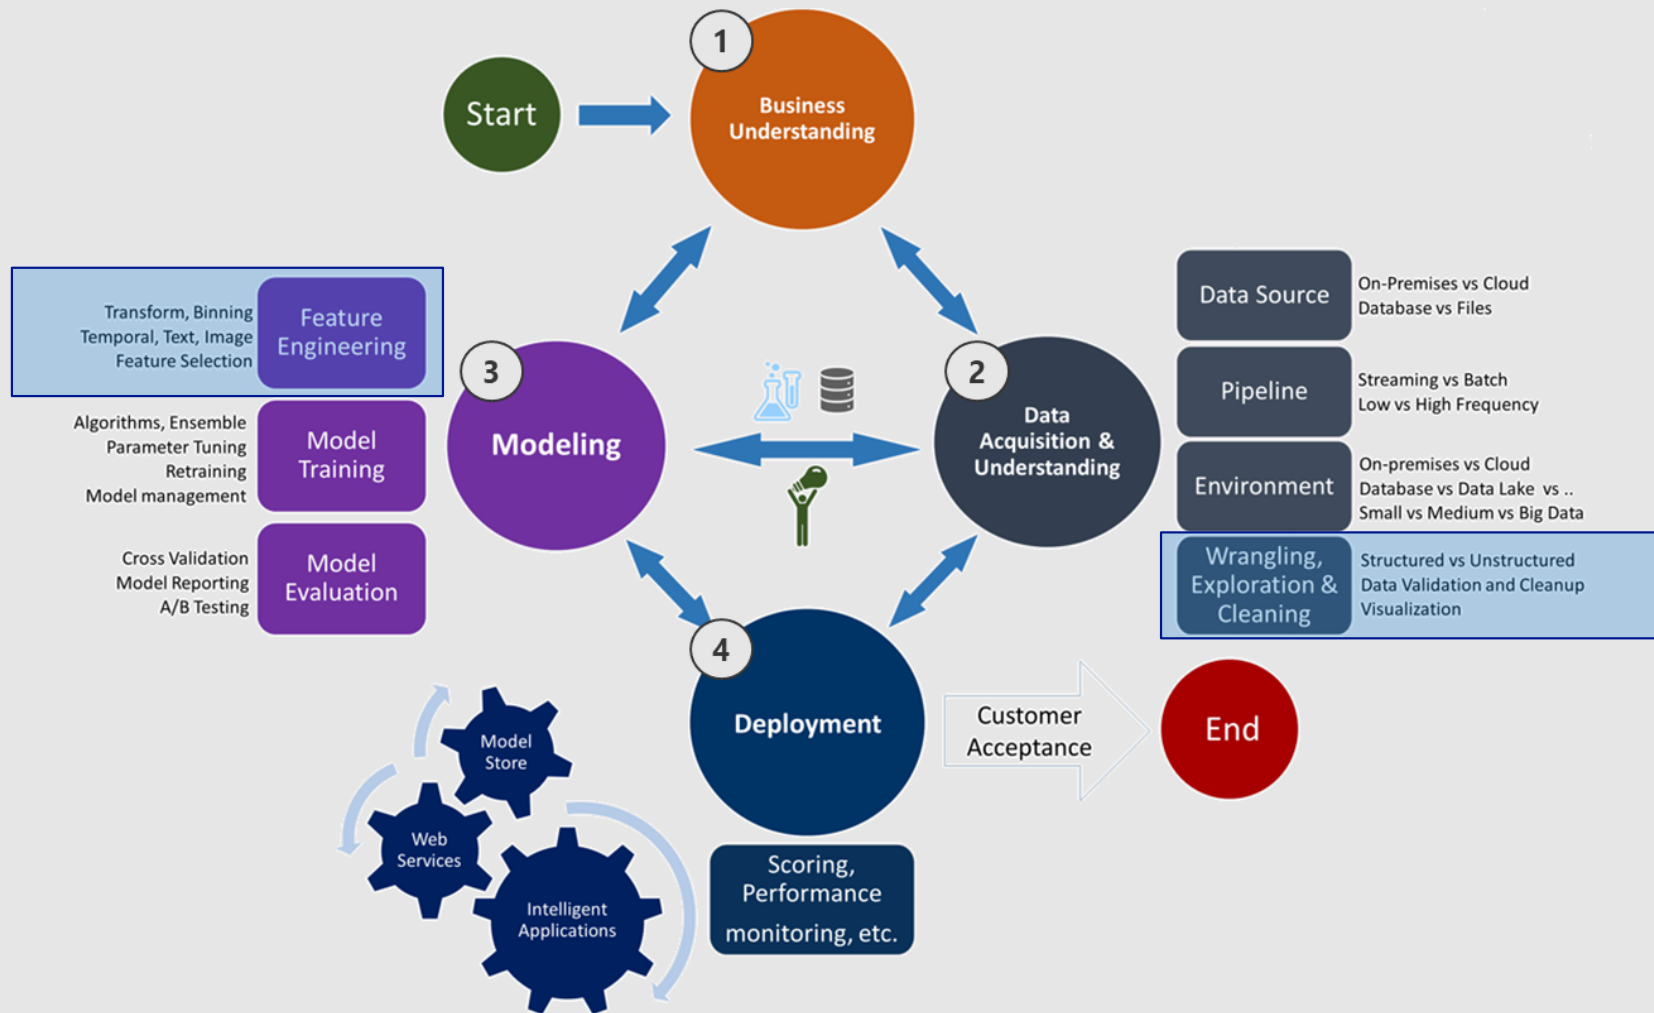 1
Business
Understanding
Start
Transform, Binning
Temporal, Text, Image
Feature Selection
Feature
Engineering
Algorithms, Ensemble
Parameter Tuning
Retraining
Model management
Model
Training
Cross Validation
Model Reporting
A/B Testing
Model
Evaluation
3
Modeling
2
Data
Acquisition &
Understanding
Data Source
On-Premises vs Cloud
Database vs Files
Pipeline
Streaming vs Batch
Low vs High Frequency
Environment
On-premises vs Cloud
Database vs Data Lake vs ..
Small vs Medium vs Big Data
Wrangling,
Exploration &
Cleaning
Structured vs Unstructured
Data Validation and Cleanup
Visualization
4
Deployment
Customer
Acceptance
End
Model
Store
Web
Services
Intelligent
Applications
Scoring,
Performance
monitoring, etc.